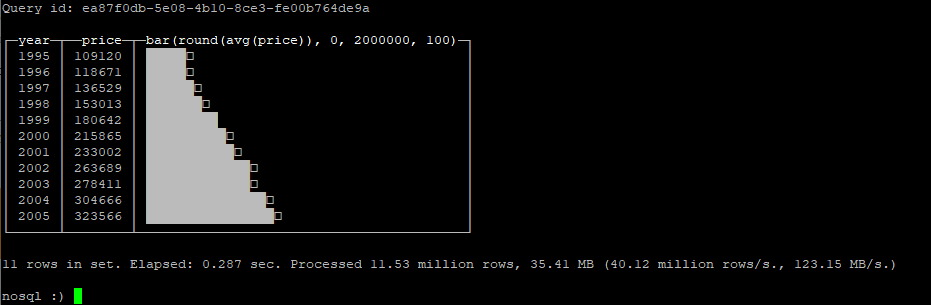 Query id: ea87f0db-5e08-4b10-8ce3-fe00b764de9a
year price bar(round(avg(price)), 0, 2000000, 100)
1995 109120
1996 118671
1997 136529
1998 153013
1999 180642
2000 215865
2001 233002
2002 263689
2003 278411
2004 304666
2005 323566
11 rows in set. Elapsed: 0.287 sec. Processed 11.53 million rows, 35.41 MB (40.12 million rows/s., 123.15 MB/s.)
nosql :)